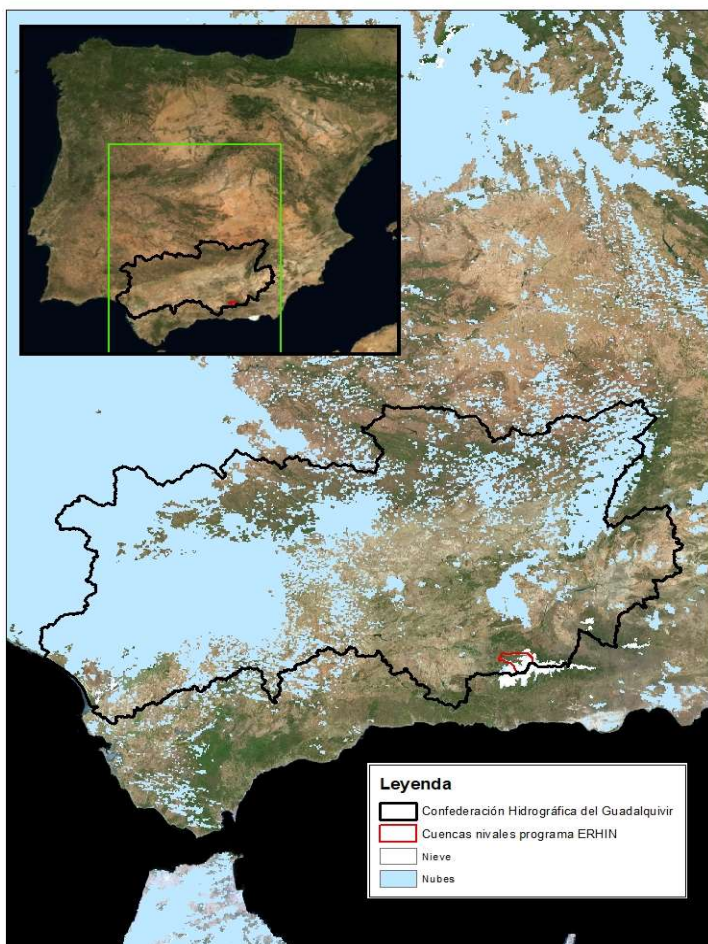 Leyenda
Confederación Hidrográfica del Guadalquivir
Cuencas nivales programa ERHIN
Nieve
Nubes